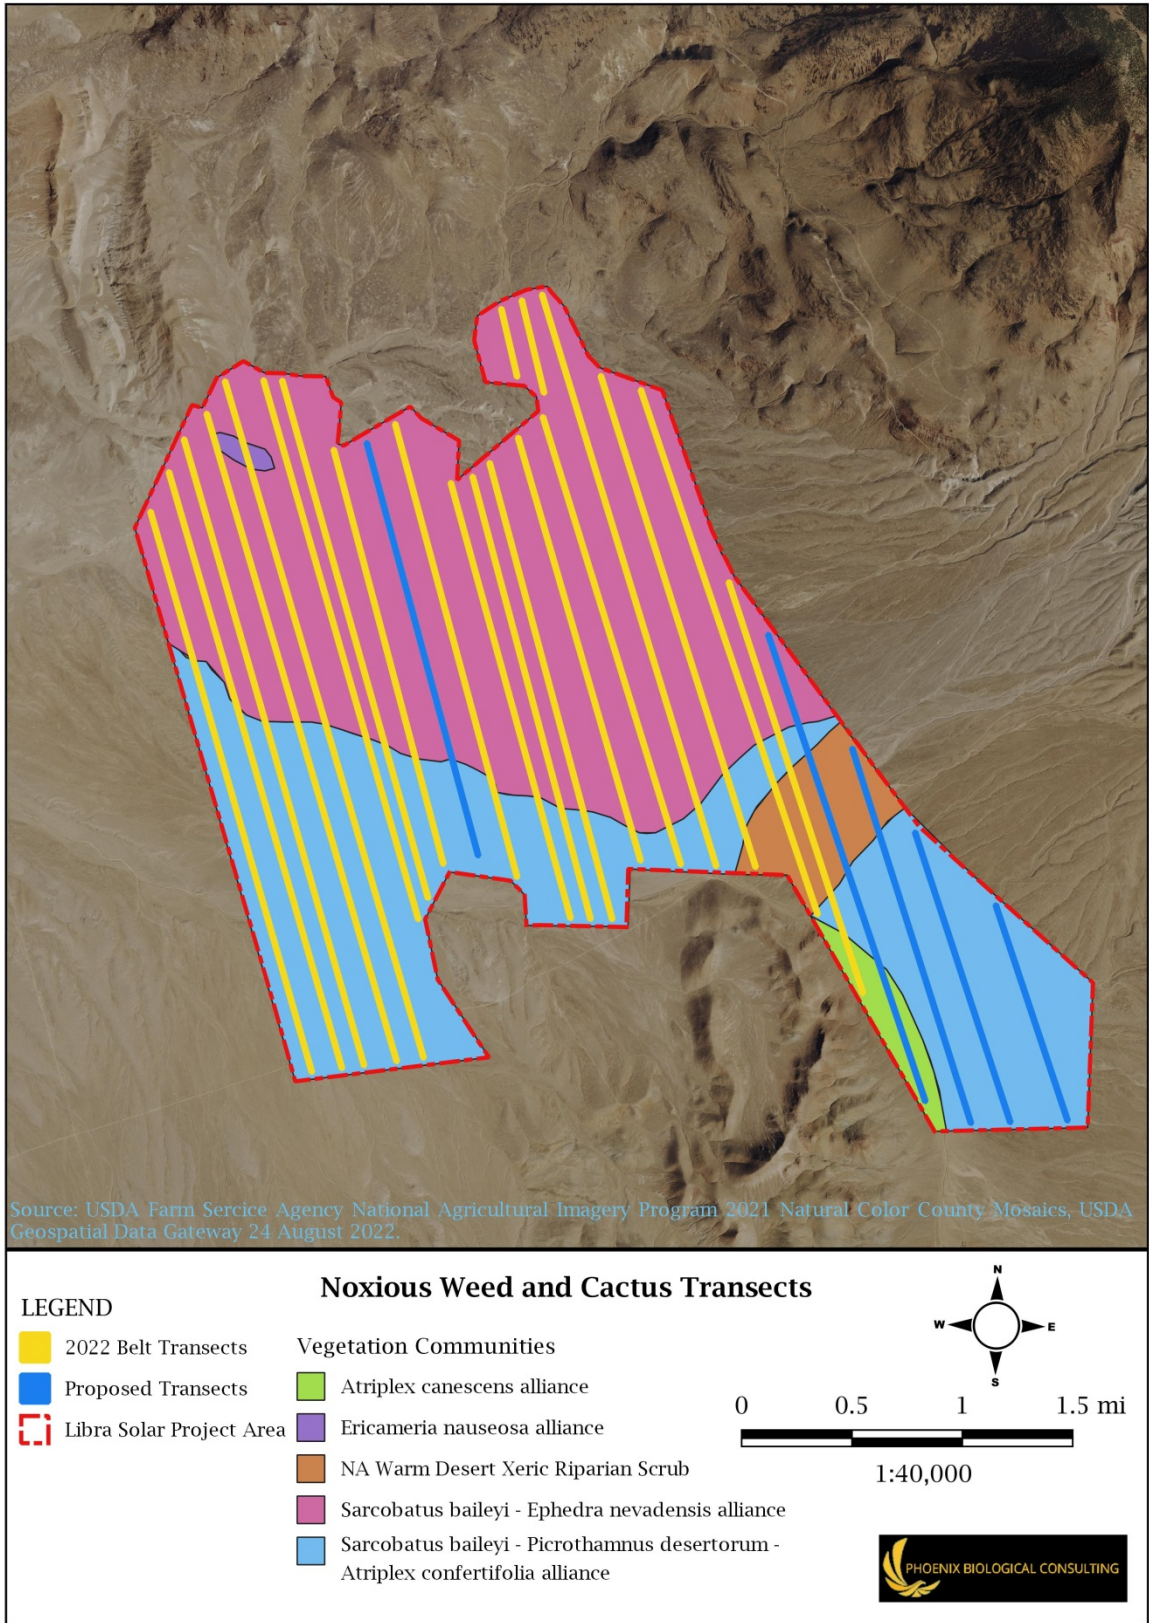 Source: USDA Farm Sercice Agency National Agricultural Imagery Program 2021 Natural Color County Mosaics, USDA
Geospatial Data Gateway 24 August 2022.
Noxious Weed and Cactus Transects
LEGEND
2022 Belt Transects
Proposed Transects
Libra Solar Project Area
Vegetation Communities
Atriplex canescens alliance
Ericameria nauseosa alliance
NA Warm Desert Xeric Riparian Scrub
Sarcobatus baileyi - Ephedra nevadensis alliance
Sarcobatus baileyi - Picrothamnus desertorum -
Atriplex confertifolia alliance
N
W E
S
0 0.5 1 1.5 mi
1:40,000
PHOENIX BIOLOGICAL CONSULTING